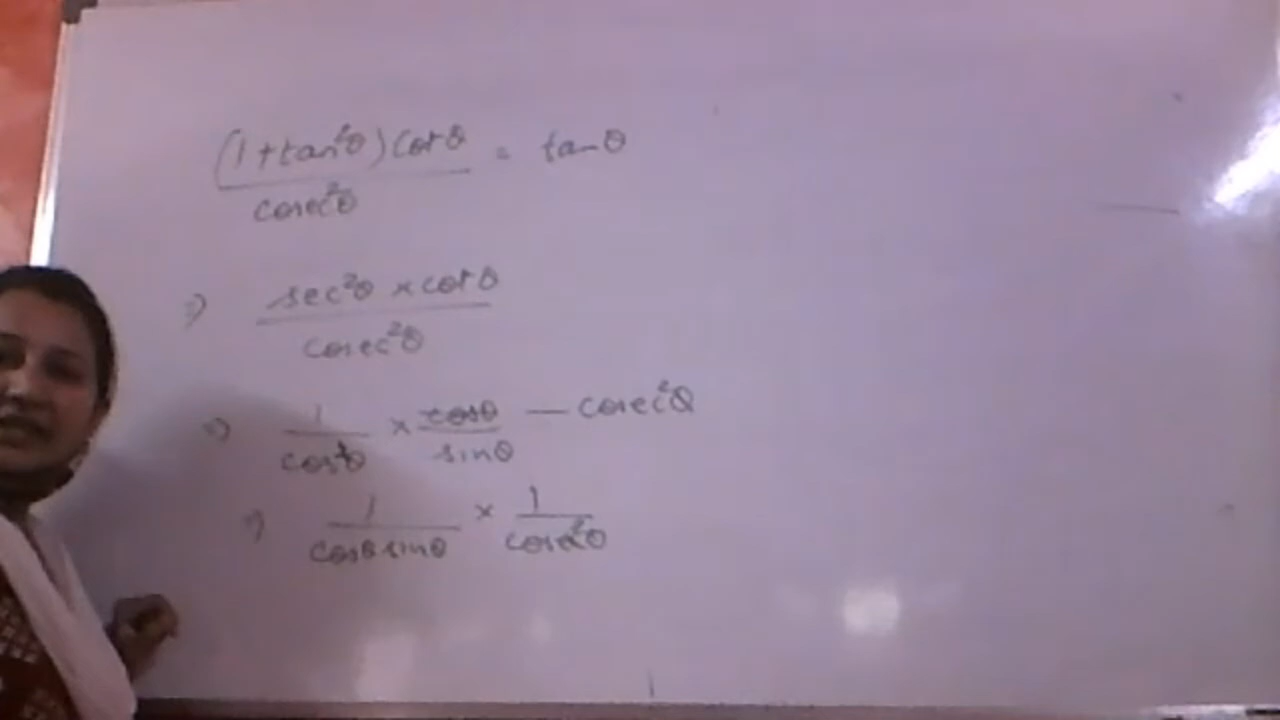 (1+tan²θ)cotθ = tanθ
cosec²θ
⇒ sec²θ × cotθ
cosec²θ
⇒ 1 × cosθ — cosec²θ
cos²θ sinθ
⇒ 1 × 1
cosθ sinθ cosec²θ